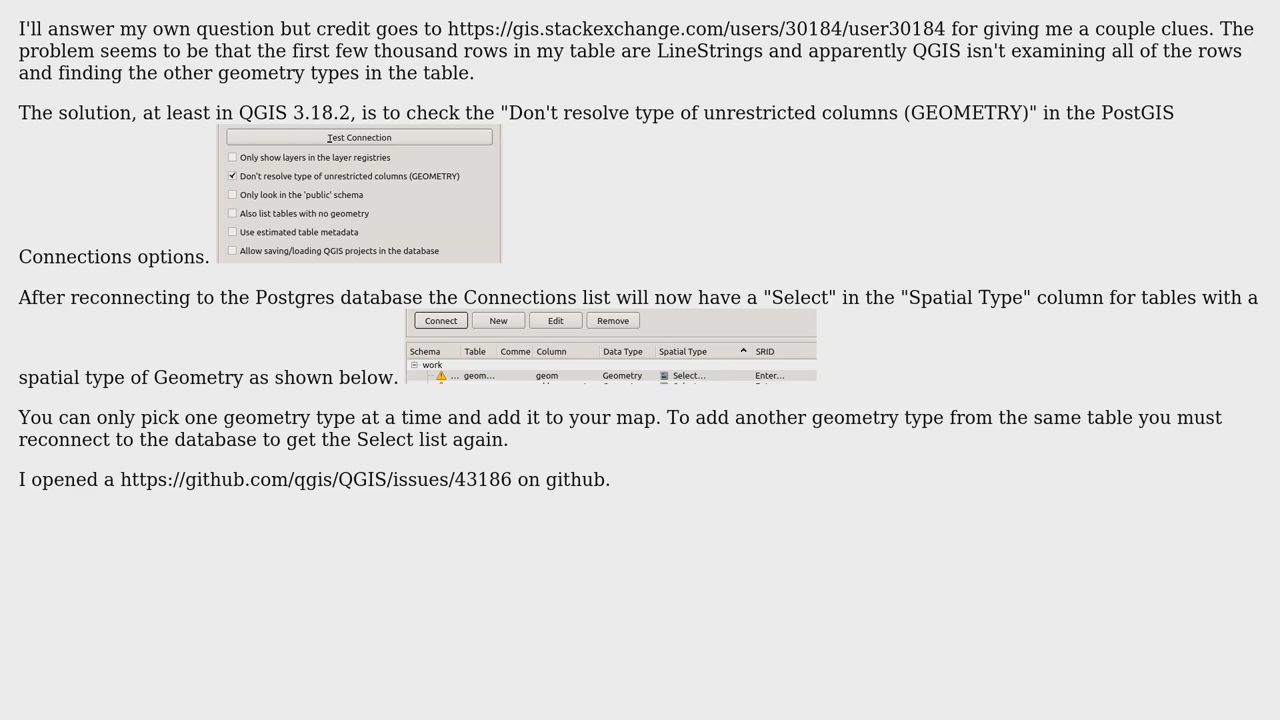 I'll answer my own question but credit goes to https://gis.stackexchange.com/users/30184/user30184 for giving me a couple clues. The
problem seems to be that the first few thousand rows in my table are LineStrings and apparently QGIS isn't examining all of the rows
and finding the other geometry types in the table.
The solution, at least in QGIS 3.18.2, is to check the "Don't resolve type of unrestricted columns (GEOMETRY)" in the PostGIS
Test Connection
Only show layers in the layer registries
Don't resolve type of unrestricted columns (GEOMETRY)
Only look in the 'public' schema
Also list tables with no geometry
Use estimated table metadata
Allow saving/loading QGIS projects in the database
Connections options.
After reconnecting to the Postgres database the Connections list will now have a "Select" in the "Spatial Type" column for tables with a
Connect New Edit Remove
Schema Table Comme Column Data Type Spatial Type SRID
work
... geom... geom Geometry Select... Enter...
spatial type of Geometry as shown below.
You can only pick one geometry type at a time and add it to your map. To add another geometry type from the same table you must
reconnect to the database to get the Select list again.
I opened a https://github.com/qgis/QGIS/issues/43186 on github.